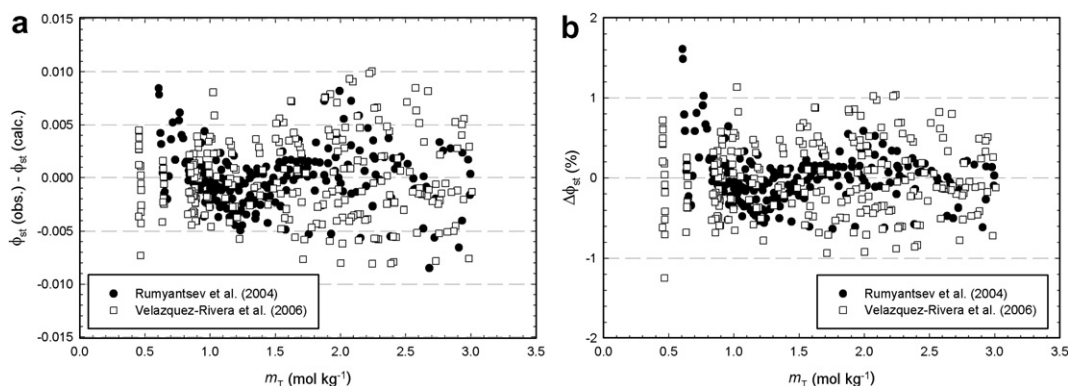 a
0.015
0.010
0.005
0.000
-0.005
-0.010
-0.015
ϕst (obs.) - ϕst (calc.)
Rumyantsev et al. (2004)
Velazquez-Rivera et al. (2006)
0.0 0.5 1.0 1.5 2.0 2.5 3.0 3.5
mT (mol kg-1)
b
2
1
0
-1
-2
Δϕst (%)
Rumyantsev et al. (2004)
Velazquez-Rivera et al. (2006)
0.0 0.5 1.0 1.5 2.0 2.5 3.0 3.5
mT (mol kg-1)